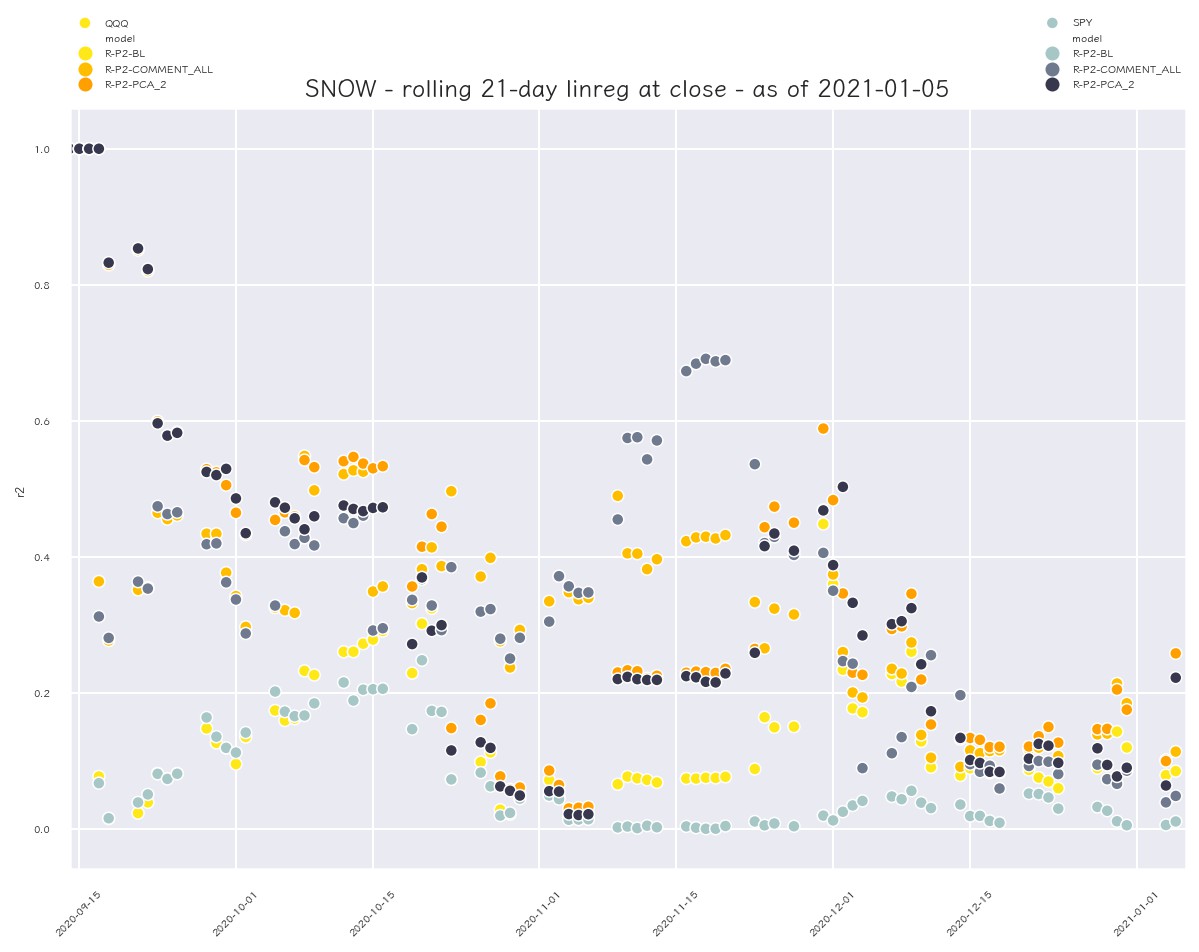 QQQ
model
R-P2-BL
R-P2-COMMENT_ALL
R-P2-PCA_2
SPY
model
R-P2-BL
R-P2-COMMENT_ALL
R-P2-PCA_2
SNOW - rolling 21-day linreg at close - as of 2021-01-05
r2
1.0
0.8
0.6
0.4
0.2
0.0
2020-09-15
2020-10-01
2020-10-15
2020-11-01
2020-11-15
2020-12-01
2020-12-15
2021-01-01